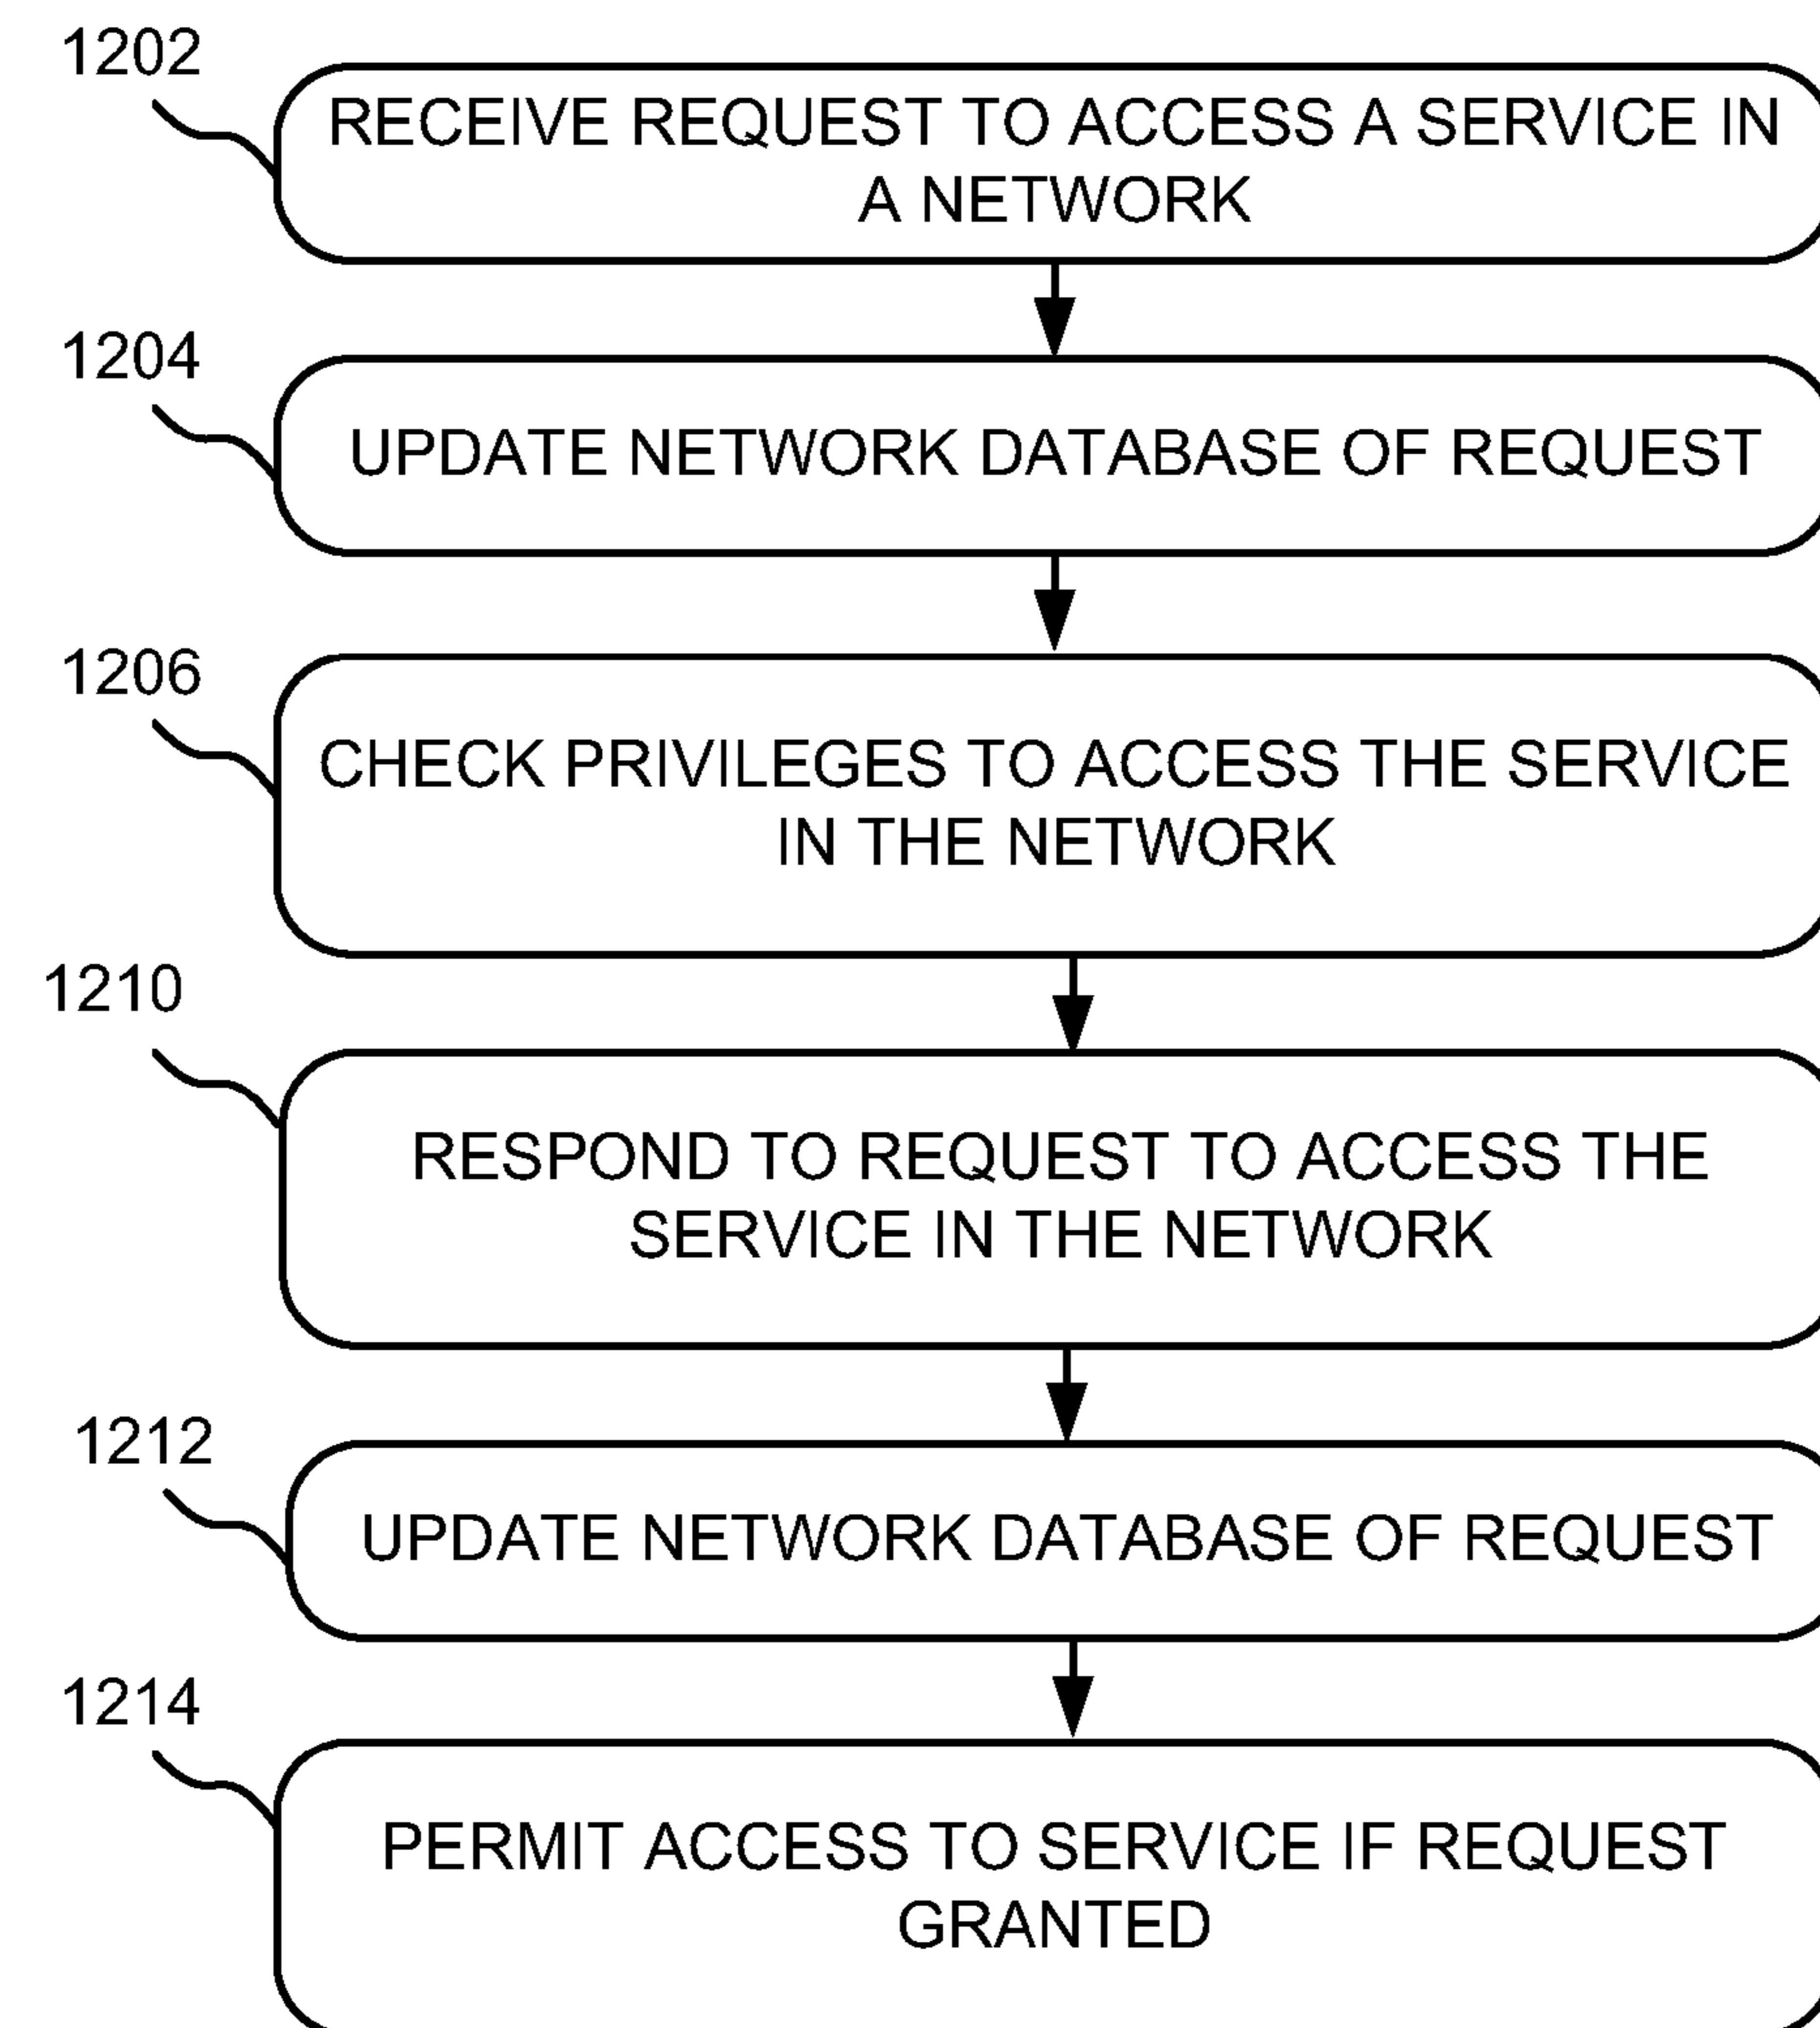 1202
RECEIVE REQUEST TO ACCESS A SERVICE IN
A NETWORK
1204
UPDATE NETWORK DATABASE OF REQUEST
1206
CHECK PRIVILEGES TO ACCESS THE SERVICE
IN THE NETWORK
1210
RESPOND TO REQUEST TO ACCESS THE
SERVICE IN THE NETWORK
1212
UPDATE NETWORK DATABASE OF REQUEST
1214
PERMIT ACCESS TO SERVICE IF REQUEST
GRANTED